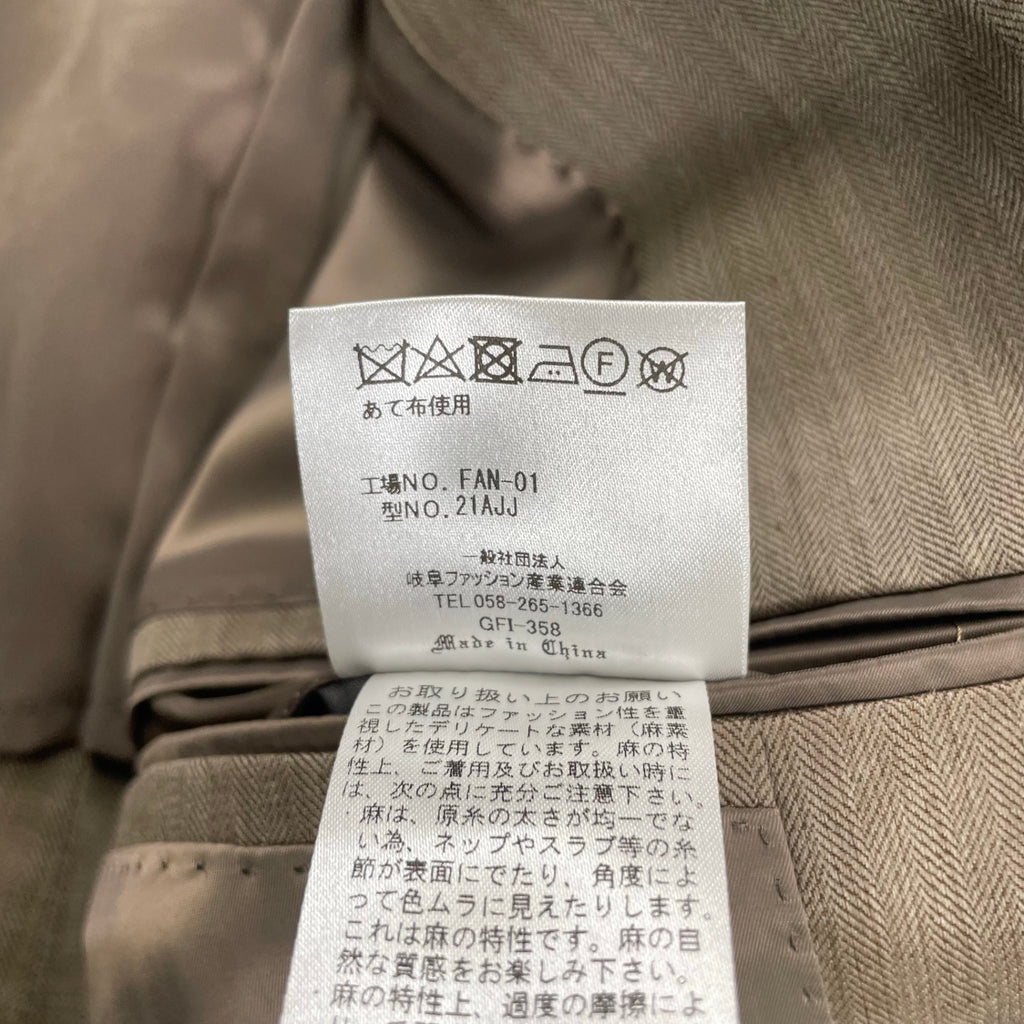 F
W
あて布使用
工場NO. FAN-01
型NO. 21AJJ
一般社団法人
岐阜ファッション産業連合会
TEL 058-265-1366
GFI-358
Made in China
お取り扱い上のお願い
この製品はファッション性を重
視したデリケートな素材（麻素
材）を使用しています。麻の特
性上、ご着用及びお取扱い時に
は、次の点に充分ご注意下さい。
・麻は、原糸の太さが均一でな
い為、ネップやスラブ等の糸
節が表面にでたり、角度によ
って色ムラに見えたりします。
これは麻の特性です。麻の自
然な質感をお楽しみ下さい。
・麻の特性上、過度の摩擦によ